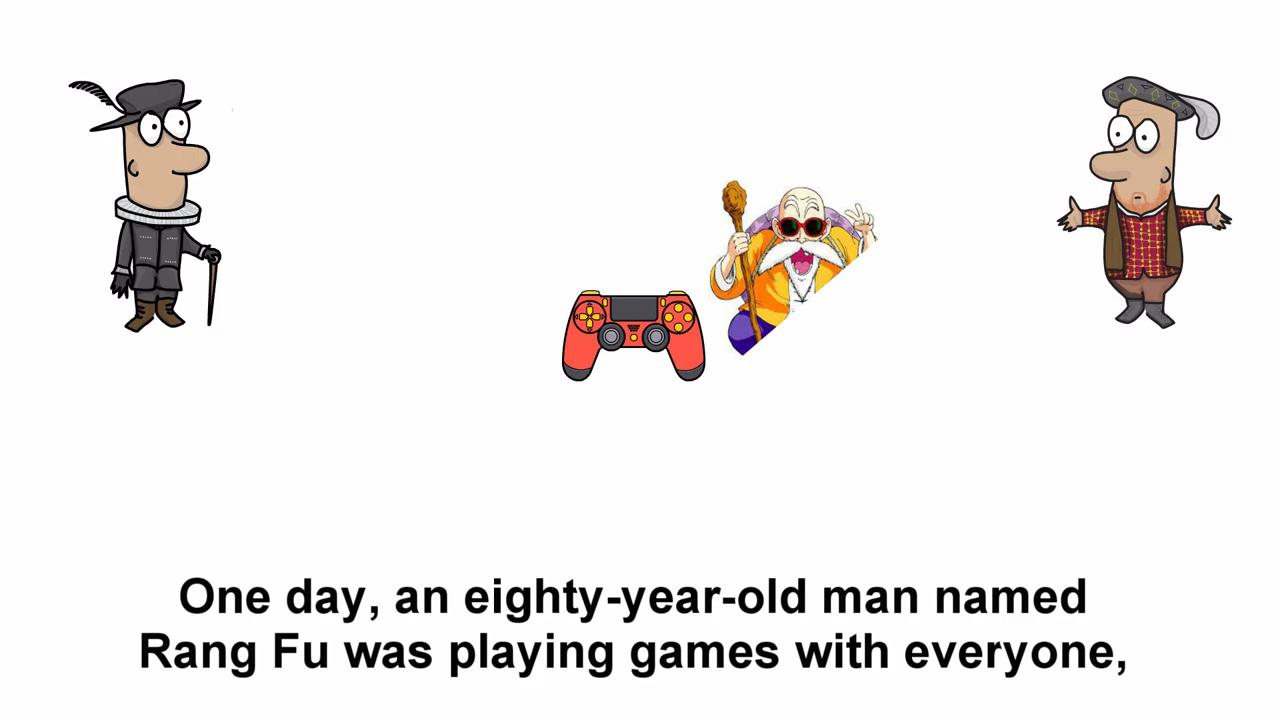 One day, an eighty-year-old man named
Rang Fu was playing games with everyone,